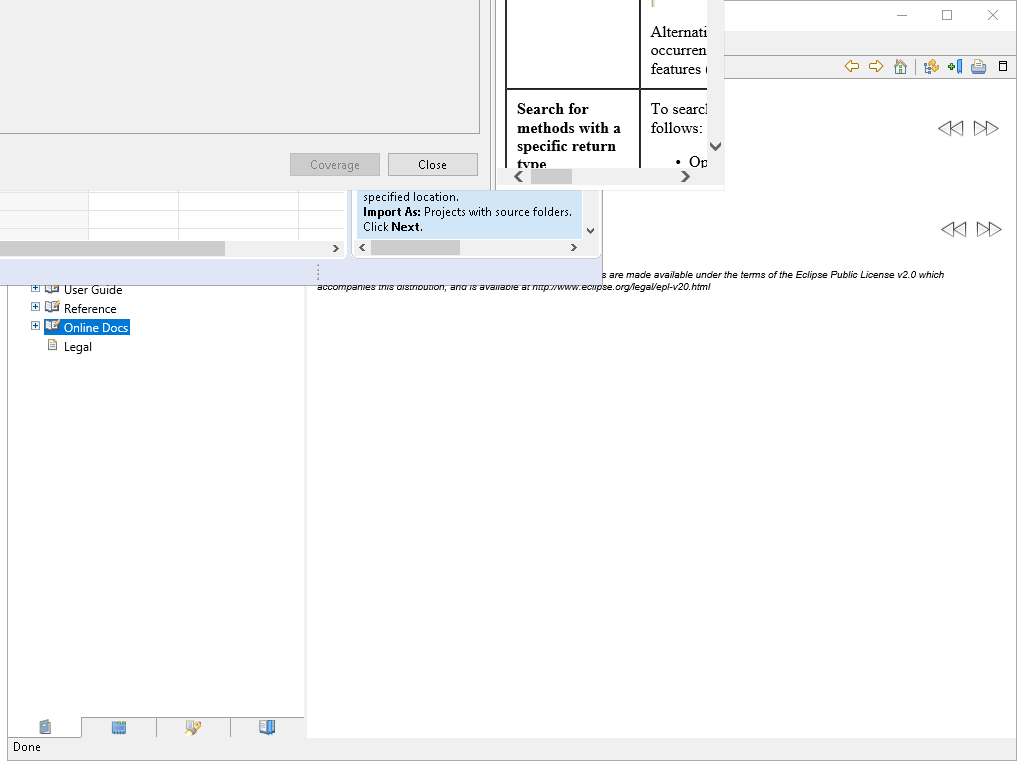 Alternati
occurren
features (
Search for
methods with a
specific return
type
To search
follows:
• Op
Coverage
Close
specified location.
Import As: Projects with source folders.
Click Next.
s are made available under the terms of the Eclipse Public License v2.0 which
accompanies this distribution, and is available at http://www.eclipse.org/legal/epl-v20.html
User Guide
Reference
Online Docs
Legal
Done